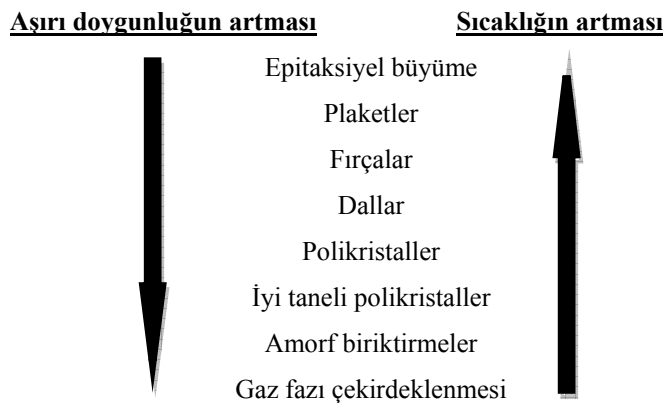 Aşırı doygunluğun artması Sıcaklığın artması
Epitaksiyel büyüme
Plaketler
Fırçalar
Dallar
Polikristaller
İyi taneli polikristaller
Amorf biriktirmeler
Gaz fazı çekirdeklenmesi